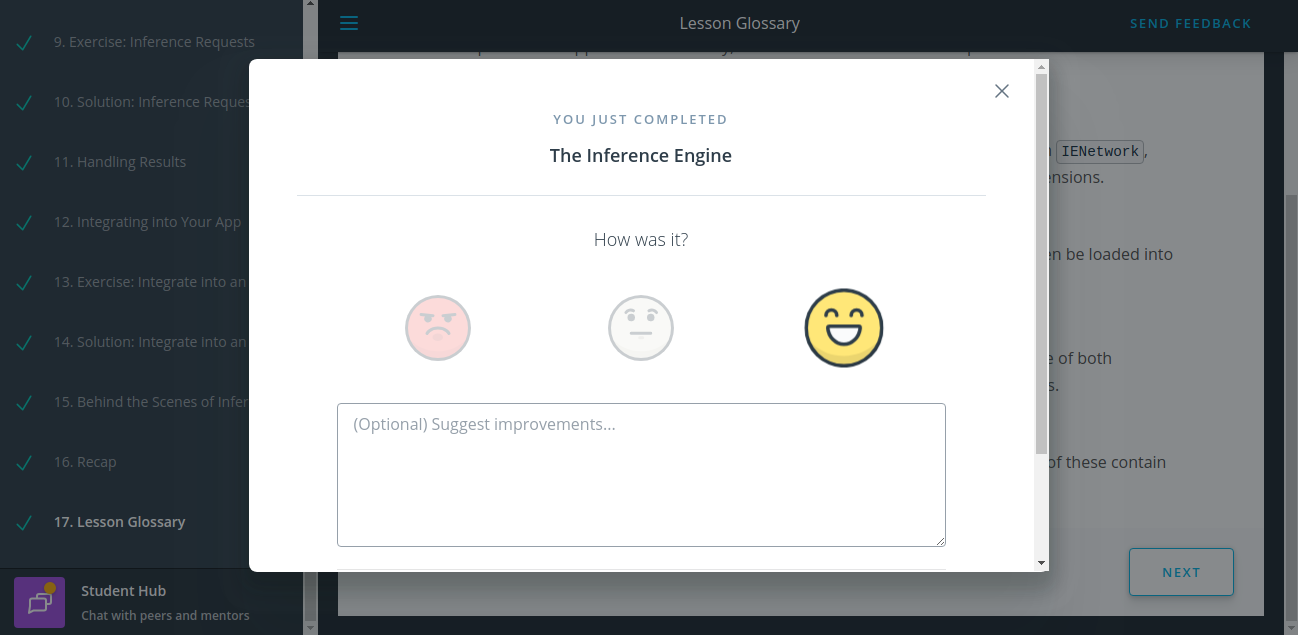 9. Exercise: Inference Requests
10. Solution: Inference Reques
11. Handling Results
12. Integrating into Your App
13. Exercise: Integrate into an
14. Solution: Integrate into an
15. Behind the Scenes of Infer
16. Recap
17. Lesson Glossary
Student Hub
Chat with peers and mentors
Lesson Glossary
SEND FEEDBACK
YOU JUST COMPLETED
The Inference Engine
How was it?
(Optional) Suggest improvements...
IENetwork,
ensions.
en be loaded into
e of both
s.
of these contain
NEXT